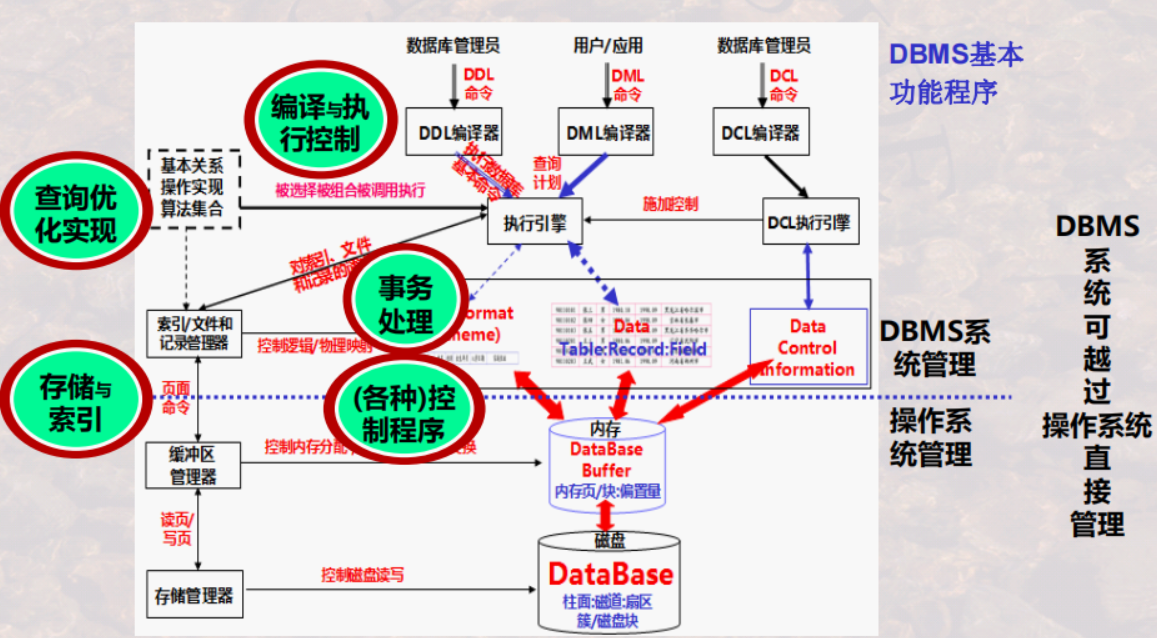 数据库管理员
用户/应用
数据库管理员
DBMS基本
功能程序
DDL
命令
DML
命令
DCL
命令
编译与执
行控制
DDL编译器
DML编译器
DCL编译器
基本关系
操作实现
算法集合
执行数据库
基本命令
查询
计划
查询优
化实现
被选择被组合被调用执行
执行引擎
施加控制
DCL执行引擎
DBMS
系
统
可
越
过
操作系统
直
接
管理
对索引、文件
和记录的
事务
处理
索引/文件和
记录管理器
控制逻辑/物理映射
Data
Table:Record:Field
Data
Control
Information
DBMS系
统管理
存储与
索引
页面
命令
(各种)控
制程序
操作系
统管理
缓冲区
管理器
控制内存分配
换
内存
DataBase
Buffer
内存页/块:偏置量
读页/
写页
磁盘
DataBase
柱面:磁道:扇区
簇/磁盘块
存储管理器
控制磁盘读写